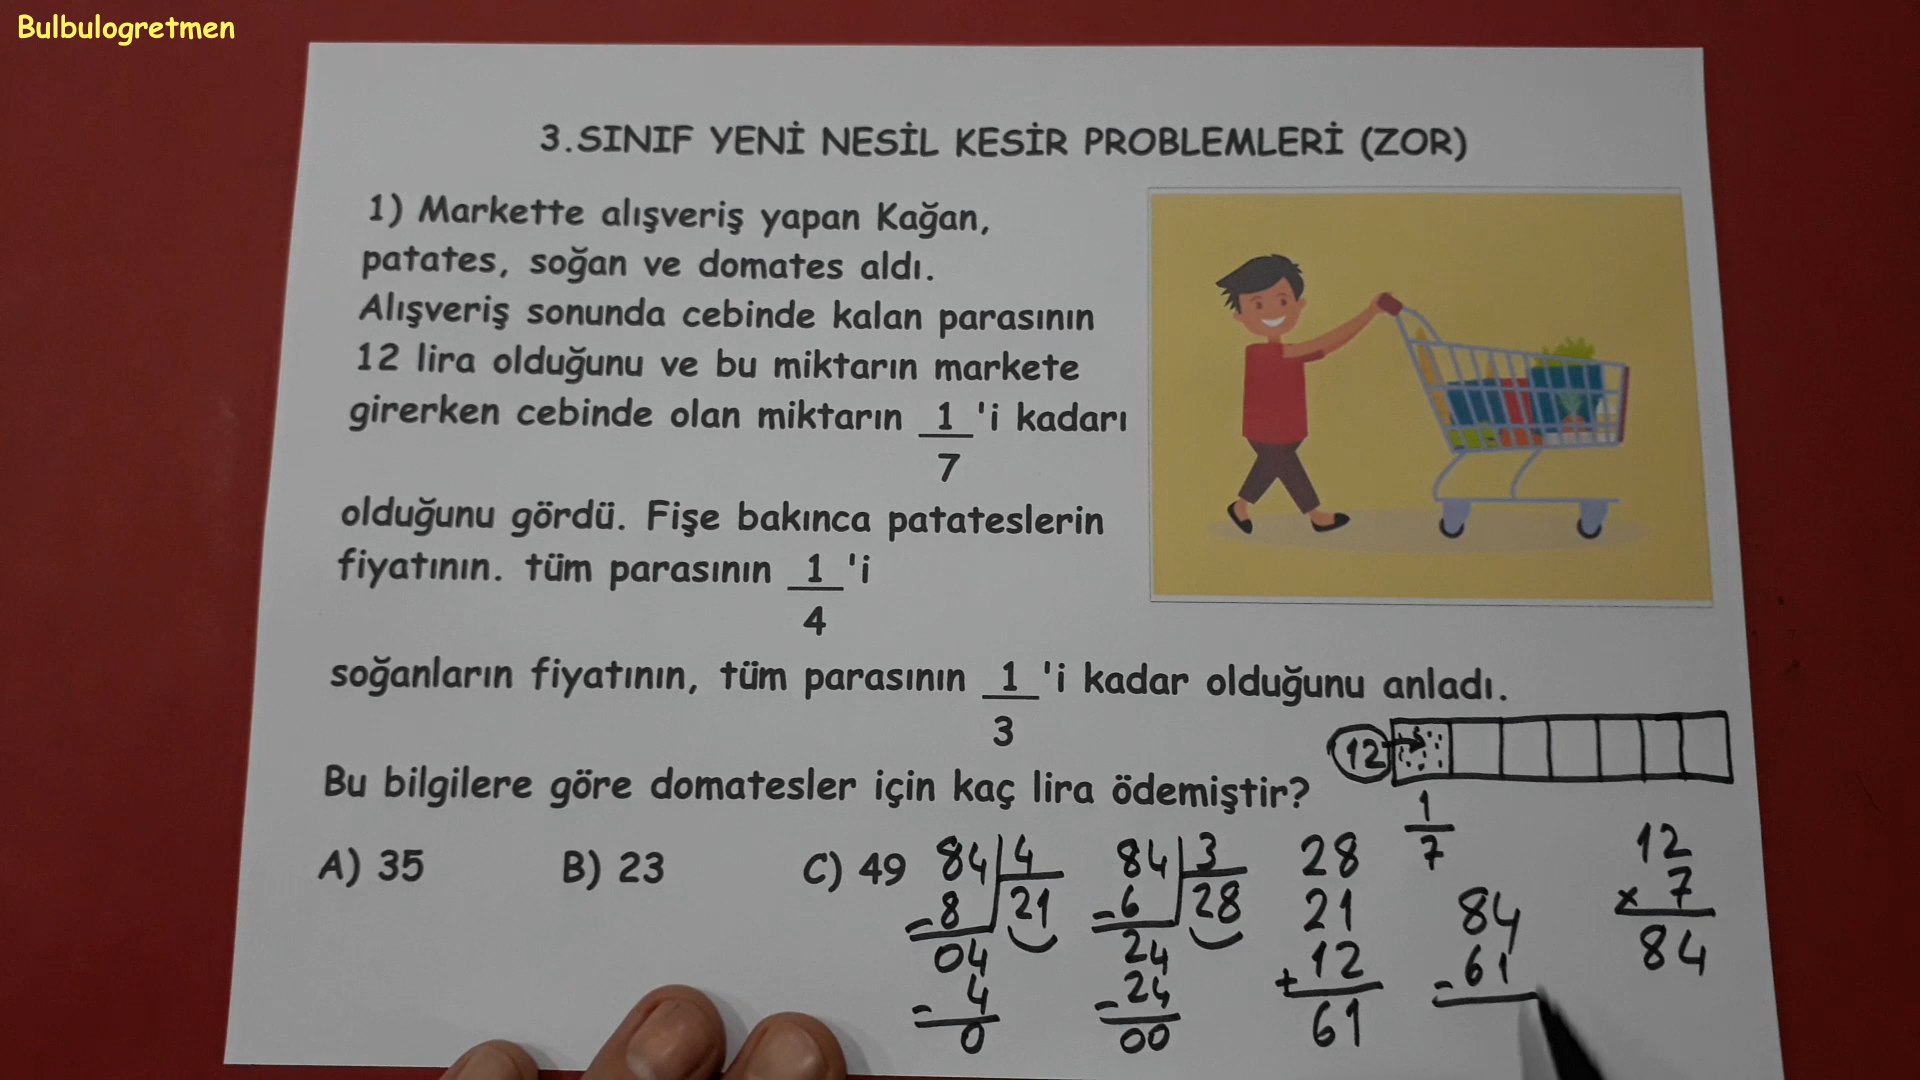 Bulbulogretmen
3.SINIF YENİ NESİL KESİR PROBLEMLERİ (ZOR)
1) Markette alışveriş yapan Kağan,
patates, soğan ve domates aldı.
Alışveriş sonunda cebinde kalan parasının
12 lira olduğunu ve bu miktarın markete
girerken cebinde olan miktarın 1 'i kadarı
7
olduğunu gördü. Fişe bakınca patateslerin
fiyatının. tüm parasının 1 'i
4
soğanların fiyatının, tüm parasının 1 'i kadar olduğunu anladı.
3
12
Bu bilgilere göre domatesler için kaç lira ödemiştir?
1
7
A) 35 B) 23 C) 49
84 4
- 8 21
04
- 4
0
84 3
- 6 28
24
- 24
00
28
21
+ 12
61
84
- 61
12
x 7
84